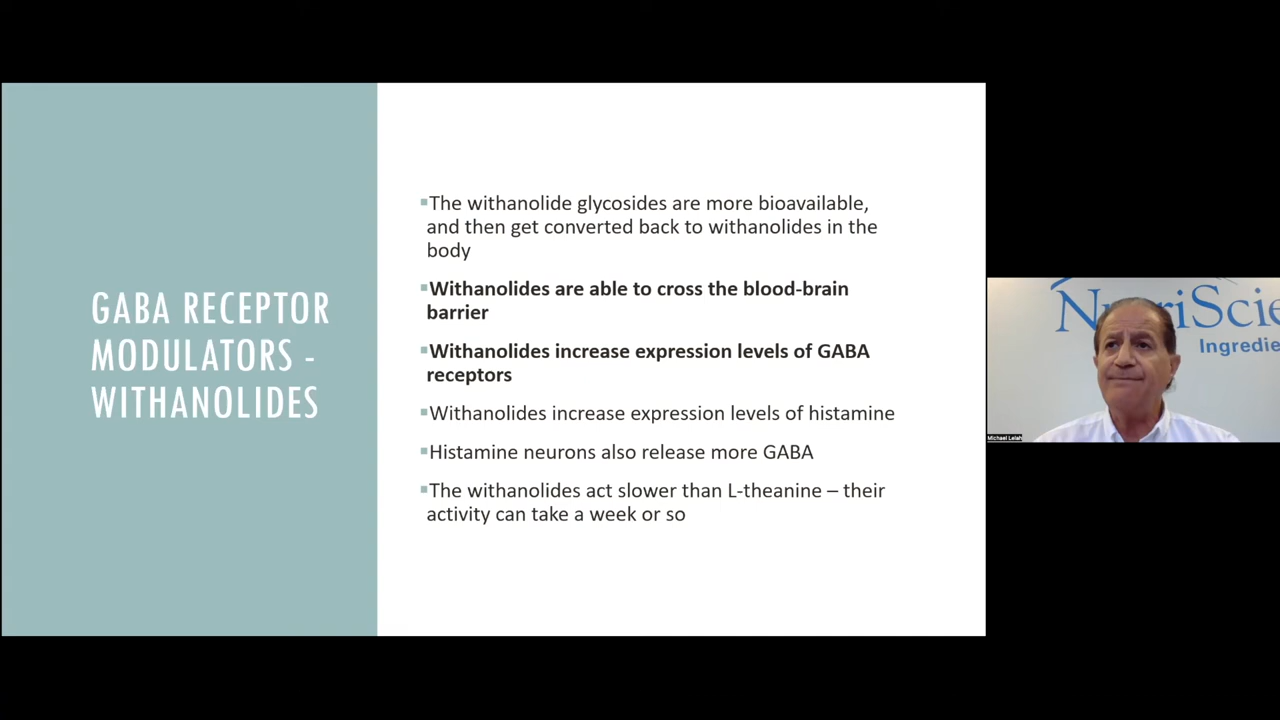 GABA RECEPTOR
MODULATORS -
WITHANOLIDES
▪The withanolide glycosides are more bioavailable,
and then get converted back to withanolides in the
body
▪Withanolides are able to cross the blood-brain
barrier
▪Withanolides increase expression levels of GABA
receptors
▪Withanolides increase expression levels of histamine
▪Histamine neurons also release more GABA
▪The withanolides act slower than L-theanine – their
activity can take a week or so
Ingredie
Michael Lelah